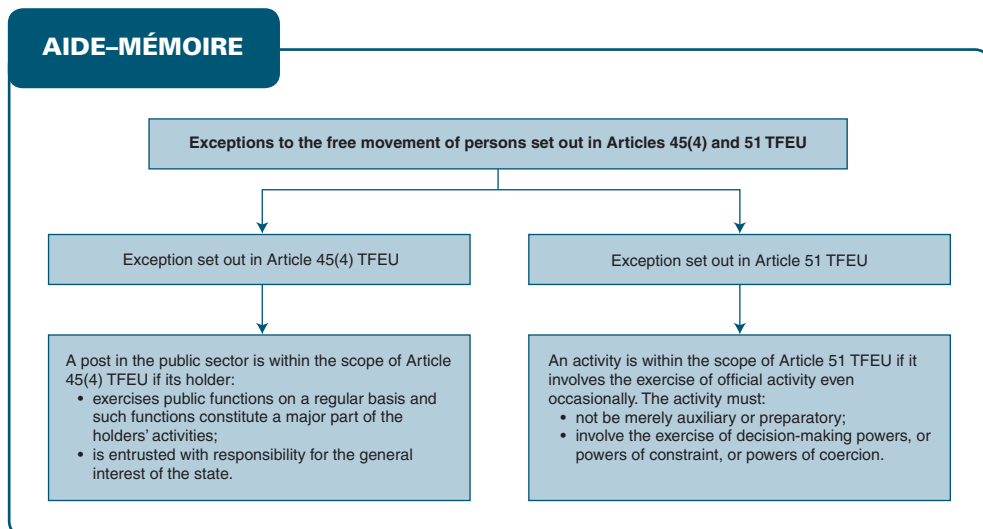 AIDE–MÉMOIRE
Exceptions to the free movement of persons set out in Articles 45(4) and 51 TFEU
Exception set out in Article 45(4) TFEU
Exception set out in Article 51 TFEU
A post in the public sector is within the scope of Article
45(4) TFEU if its holder:
• exercises public functions on a regular basis and
such functions constitute a major part of the
holders' activities;
• is entrusted with responsibility for the general
interest of the state.
An activity is within the scope of Article 51 TFEU if it
involves the exercise of official activity even
occasionally. The activity must:
• not be merely auxiliary or preparatory;
• involve the exercise of decision-making powers, or
powers of constraint, or powers of coercion.